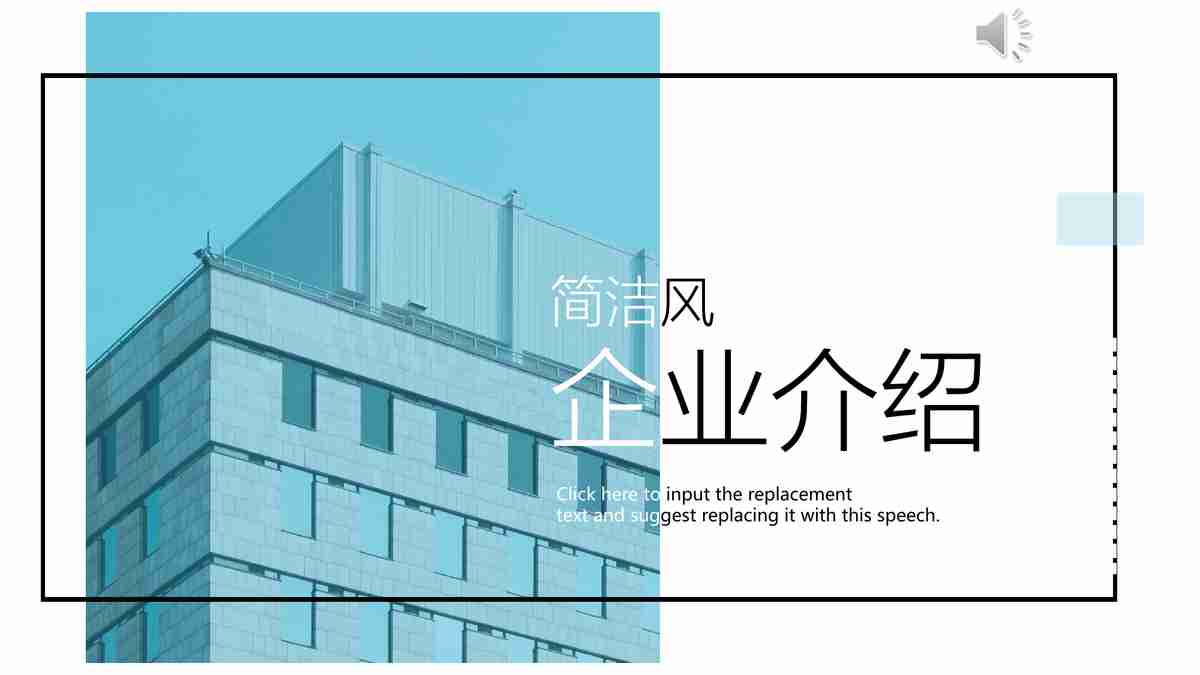 简洁风
企业介绍
Click here to input the replacement
text and suggest replacing it with this speech.